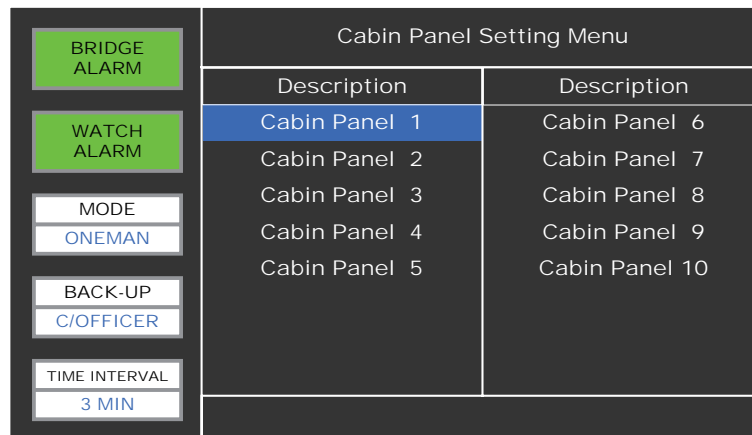 BRIDGE
ALARM
WATCH
ALARM
MODE
ONEMAN
BACK-UP
C/OFFICER
TIME INTERVAL
3 MIN
Cabin Panel Setting Menu
Description
Cabin Panel 1
Cabin Panel 2
Cabin Panel 3
Cabin Panel 4
Cabin Panel 5
Description
Cabin Panel 6
Cabin Panel 7
Cabin Panel 8
Cabin Panel 9
Cabin Panel 10